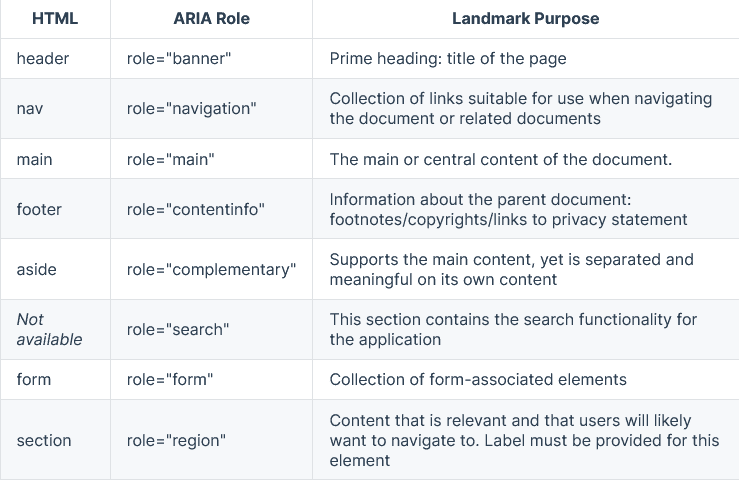 HTML ARIA Role Landmark Purpose
header role="banner" Prime heading: title of the page
nav role="navigation" Collection of links suitable for use when navigating
the document or related documents
main role="main" The main or central content of the document.
footer role="contentinfo" Information about the parent document:
footnotes/copyrights/links to privacy statement
aside role="complementary" Supports the main content, yet is separated and
meaningful on its own content
Not
available role="search" This section contains the search functionality for
the application
form role="form" Collection of form-associated elements
section role="region" Content that is relevant and that users will likely
want to navigate to. Label must be provided for this
element